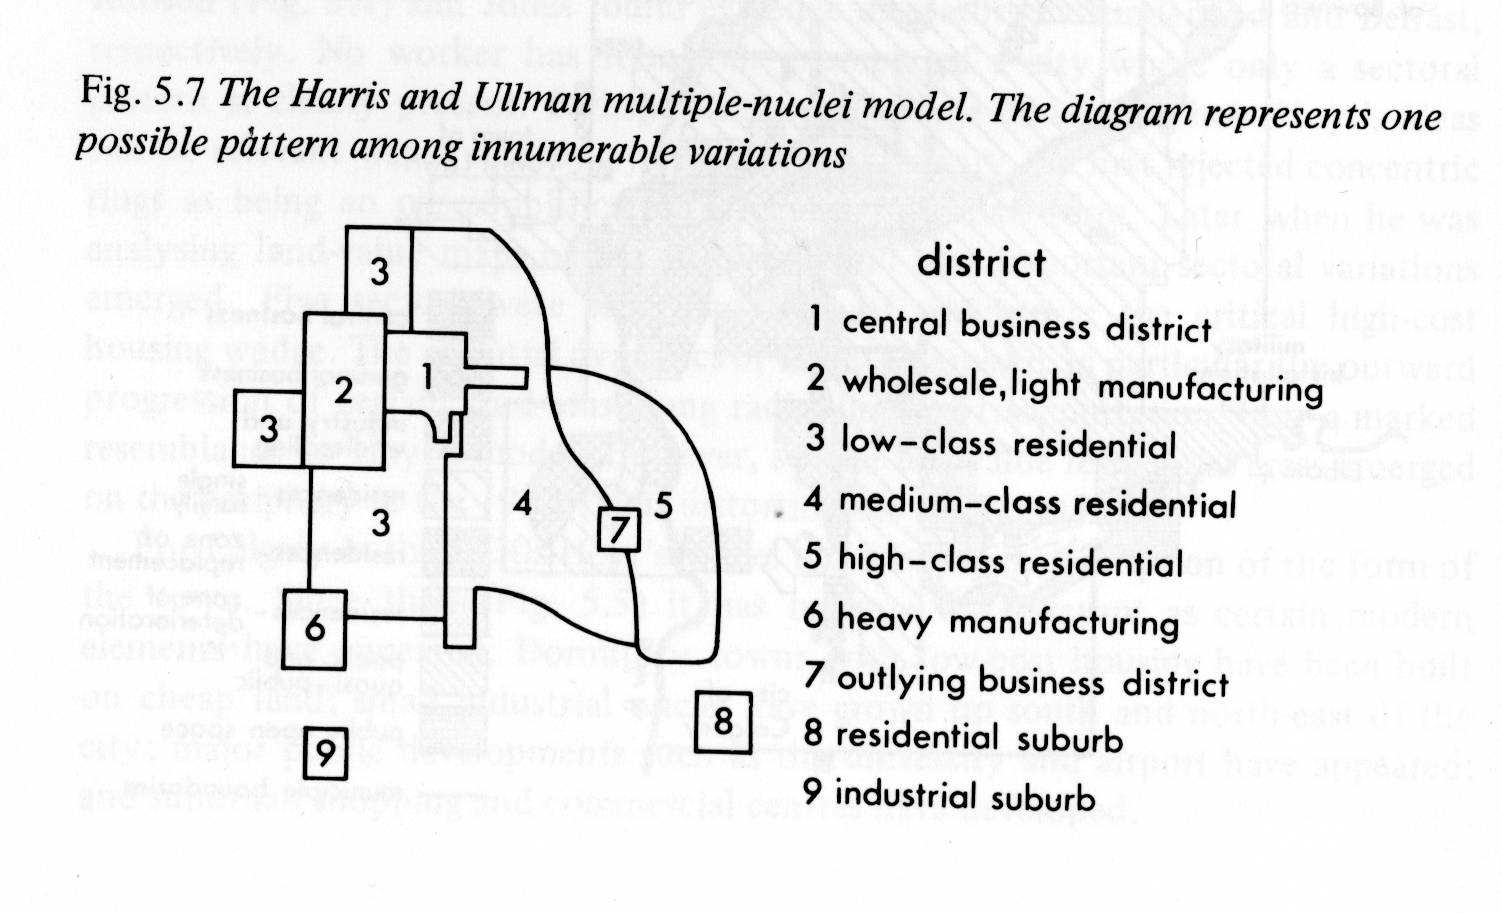 Fig. 5.7 The Harris and Ullman multiple-nuclei model. The diagram represents one
possible pattern among innumerable variations
district
1 central business district
2 wholesale, light manufacturing
3 low-class residential
4 medium-class residential
5 high-class residential
6 heavy manufacturing
7 outlying business district
8 residential suburb
9 industrial suburb
3
1
2
3
3
4
5
7
6
8
9